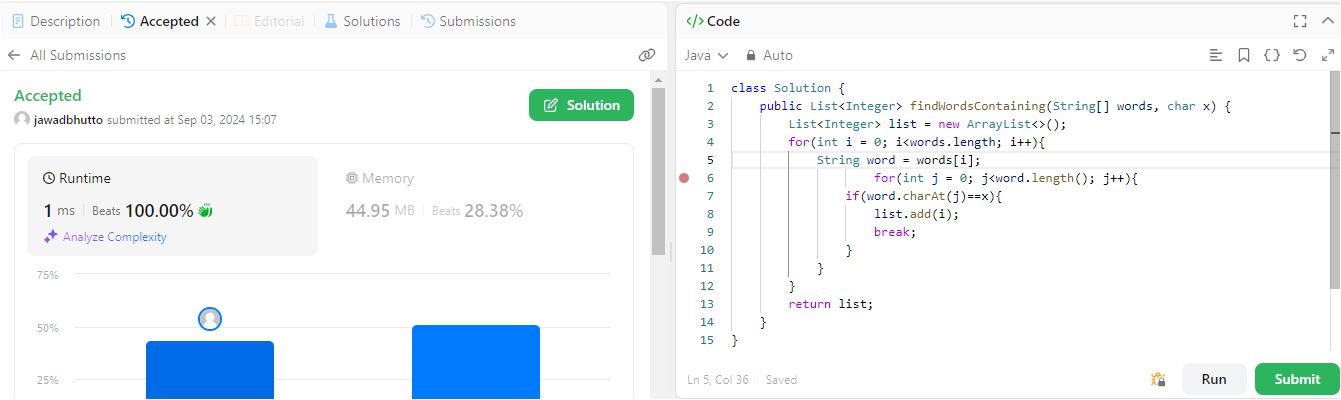 Description Accepted Editorial Solutions Submissions
All Submissions
Accepted
jawadbhutto submitted at Sep 03, 2024 15:07
Solution
Runtime
1 ms Beats 100.00%
Analyze Complexity
Memory
44.95 MB Beats 28.38%
75%
50%
25%
</> Code
Java Auto
1 class Solution {
2 public List<Integer> findWordsContaining(String[] words, char x) {
3 List<Integer> list = new ArrayList<>();
4 for(int i = 0; i<words.length; i++){
5 String word = words[i];
6 for(int j = 0; j<word.length(); j++){
7 if(word.charAt(j)==x){
8 list.add(i);
9 break;
10 }
11 }
12 }
13 return list;
14 }
15 }
Ln 5, Col 36 Saved
Run
Submit